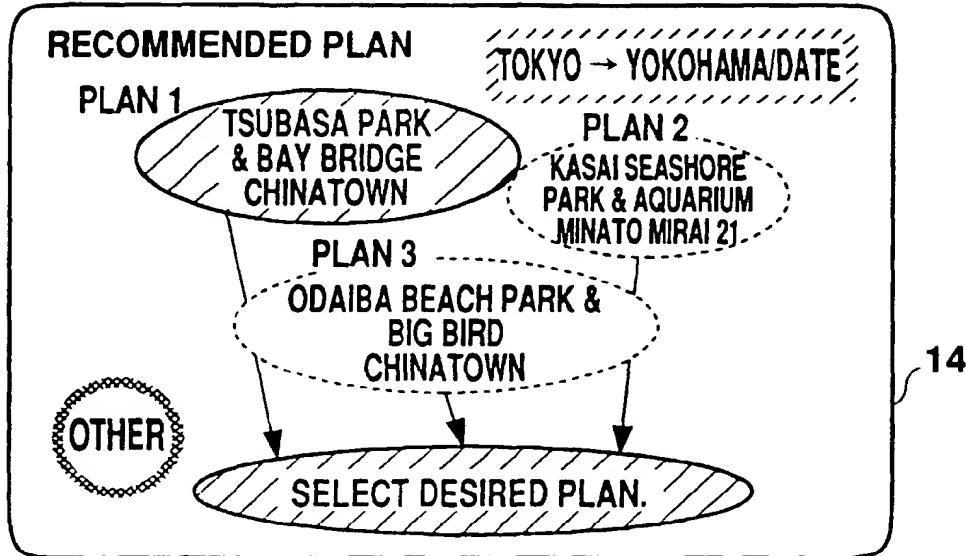 RECOMMENDED PLAN
TOKYO → YOKOHAMA/DATE
PLAN 1
TSUBASA PARK
& BAY BRIDGE
CHINATOWN
PLAN 2
KASAI SEASHORE
PARK & AQUARIUM
MINATO MIRAI 21
PLAN 3
ODAIBA BEACH PARK &
BIG BIRD
CHINATOWN
14
OTHER
SELECT DESIRED PLAN.